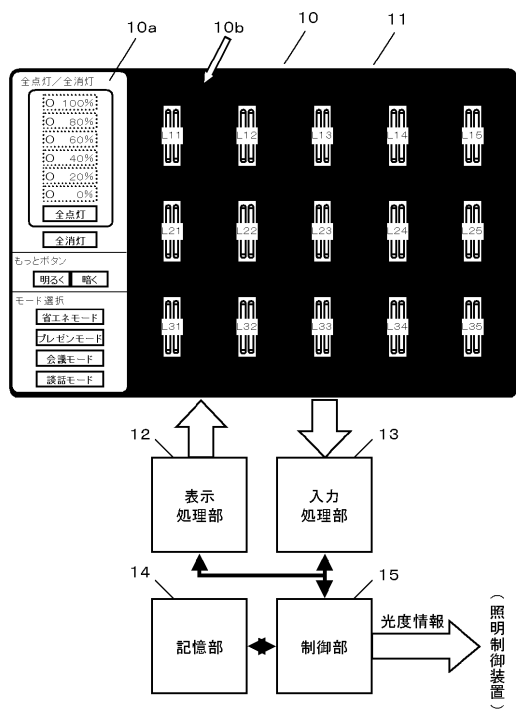 10a
10b
10
11
全点灯／全消灯
100%
80%
60%
40%
20%
0%
全点灯
全消灯
もっとボタン
明るく 暗く
モード選択
省エネモード
プレゼンモード
会議モード
談話モード
L11 L12 L13 L14 L15
L21 L22 L23 L24 L25
L31 L32 L33 L34 L35
12
13
表示
処理部
入力
処理部
14
15
記憶部
制御部
光度情報
（照明制御装置）